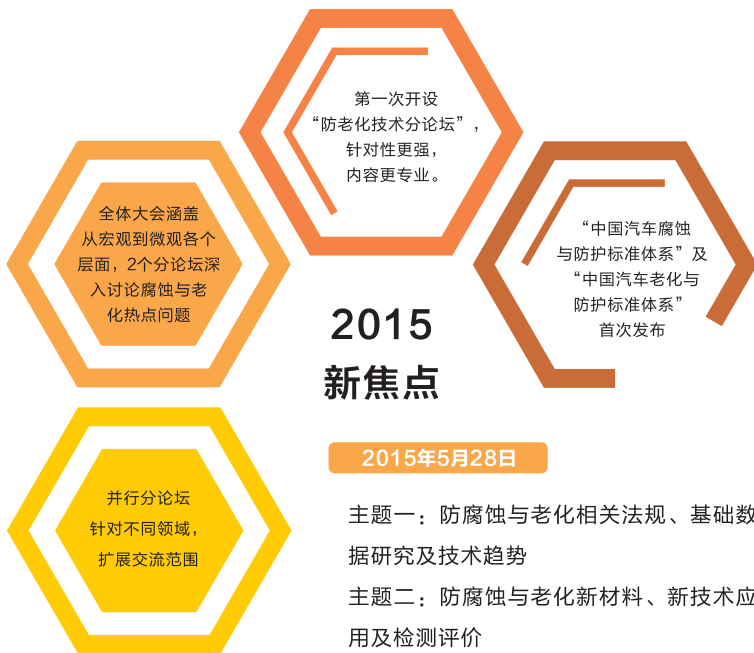 第一次开设
“防老化技术分论坛”，
针对性更强，
内容更专业。
全体大会涵盖
从宏观到微观各个
层面，2个分论坛深
入讨论腐蚀与老
化热点问题
“中国汽车腐蚀
与防护标准体系”及
“中国汽车老化与
防护标准体系”
首次发布
2015
新焦点
并行分论坛
针对不同领域，
扩展交流范围
2015年5月28日
主题一：防腐蚀与老化相关法规、基础数
据研究及技术趋势
主题二：防腐蚀与老化新材料、新技术应
用及检测评价